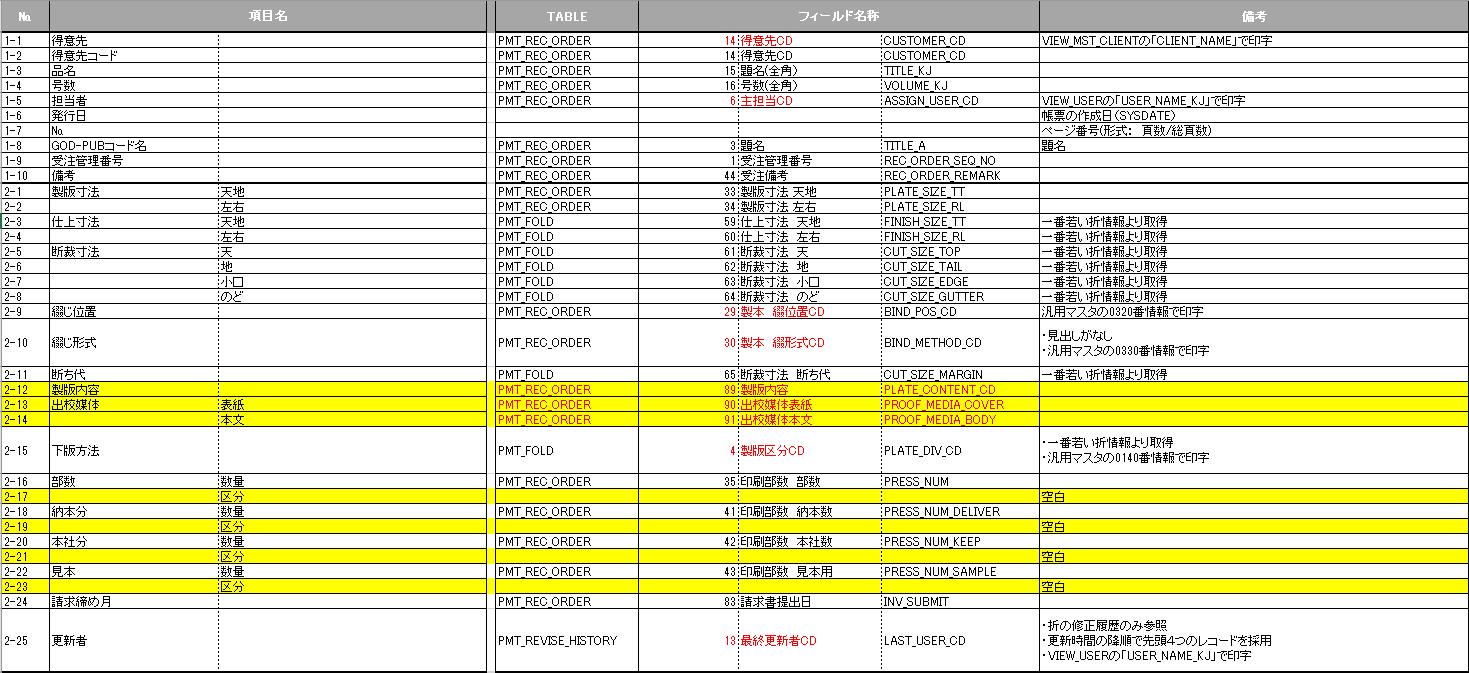 № 項目名 TABLE フィールド名称 備考
1-1 得意先 PMT_REC_ORDER 14 得意先CD CUSTOMER_CD VIEW_MST_CLIENTの「CLIENT_NAME」で印字
1-2 得意先コード PMT_REC_ORDER 14 得意先CD CUSTOMER_CD
1-3 品名 PMT_REC_ORDER 15 題名(全角) TITLE_KJ
1-4 号数 PMT_REC_ORDER 16 号数(全角) VOLUME_KJ
1-5 担当者 PMT_REC_ORDER 6 主担当CD ASSIGN_USER_CD VIEW_USERの「USER_NAME_KJ」で印字
1-6 発行日 帳票の作成日(SYSDATE)
1-7 № ページ番号(形式: 頁数/総頁数)
1-8 GOD-PUBコード名 PMT_REC_ORDER 3 題名 TITLE_A 題名
1-9 受注管理番号 PMT_REC_ORDER 1 受注管理番号 REC_ORDER_SEQ_NO
1-10 備考 PMT_REC_ORDER 44 受注備考 REC_ORDER_REMARK
2-1 製版寸法 天地 PMT_REC_ORDER 33 製版寸法 天地 PLATE_SIZE_TT
2-2 左右 PMT_REC_ORDER 34 製版寸法 左右 PLATE_SIZE_RL
2-3 仕上寸法 天地 PMT_FOLD 59 仕上寸法 天地 FINISH_SIZE_TT 一番若い折情報より取得
2-4 左右 PMT_FOLD 60 仕上寸法 左右 FINISH_SIZE_RL 一番若い折情報より取得
2-5 断裁寸法 天 PMT_FOLD 61 断裁寸法 天 CUT_SIZE_TOP 一番若い折情報より取得
2-6 地 PMT_FOLD 62 断裁寸法 地 CUT_SIZE_TAIL 一番若い折情報より取得
2-7 小口 PMT_FOLD 63 断裁寸法 小口 CUT_SIZE_EDGE 一番若い折情報より取得
2-8 のど PMT_FOLD 64 断裁寸法 のど CUT_SIZE_GUTTER 一番若い折情報より取得
2-9 綴じ位置 PMT_REC_ORDER 29 製本 綴位置CD BIND_POS_CD 汎用マスタの0320番情報で印字
2-10 綴じ形式 PMT_REC_ORDER 30 製本 綴形式CD BIND_METHOD_CD ・見出しがなし
・汎用マスタの0330番情報で印字
2-11 断ち代 PMT_FOLD 65 断裁寸法 断ち代 CUT_SIZE_MARGIN 一番若い折情報より取得
2-12 製版内容 PMT_REC_ORDER 89 製版内容 PLATE_CONTENT_CD
2-13 出校媒体 表紙 PMT_REC_ORDER 90 出校媒体表紙 PROOF_MEDIA_COVER
2-14 本文 PMT_REC_ORDER 91 出校媒体本文 PROOF_MEDIA_BODY
2-15 下版方法 PMT_FOLD 4 製版区分CD PLATE_DIV_CD ・一番若い折情報より取得
・汎用マスタの0140番情報で印字
2-16 部数 数量 PMT_REC_ORDER 35 印刷部数 部数 PRESS_NUM
2-17 区分 空白
2-18 納本分 数量 PMT_REC_ORDER 41 印刷部数 納本数 PRESS_NUM_DELIVER
2-19 区分 空白
2-20 本社分 数量 PMT_REC_ORDER 42 印刷部数 本社数 PRESS_NUM_KEEP
2-21 区分 空白
2-22 見本 数量 PMT_REC_ORDER 43 印刷部数 見本用 PRESS_NUM_SAMPLE
2-23 区分 空白
2-24 請求締め月 PMT_REC_ORDER 83 請求書提出日 INV_SUBMIT
2-25 更新者 PMT_REVISE_HISTORY 13 最終更新者CD LAST_USER_CD ・折の修正履歴のみ参照
・更新時間の降順で先頭4つのレコードを採用
・VIEW_USERの「USER_NAME_KJ」で印字